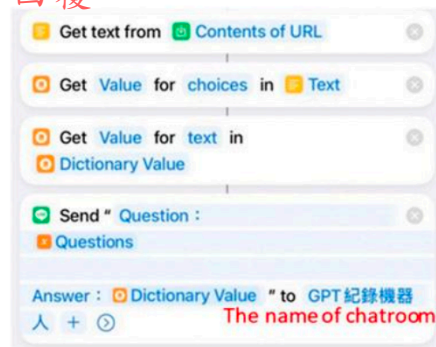 回覆
Get text from Contents of URL
Get Value for choices in Text
Get Value for text in
Dictionary Value
Send “ Question：
Questions
Answer： Dictionary Value ” to GPT紀錄機器
人 +
The name of chatroom